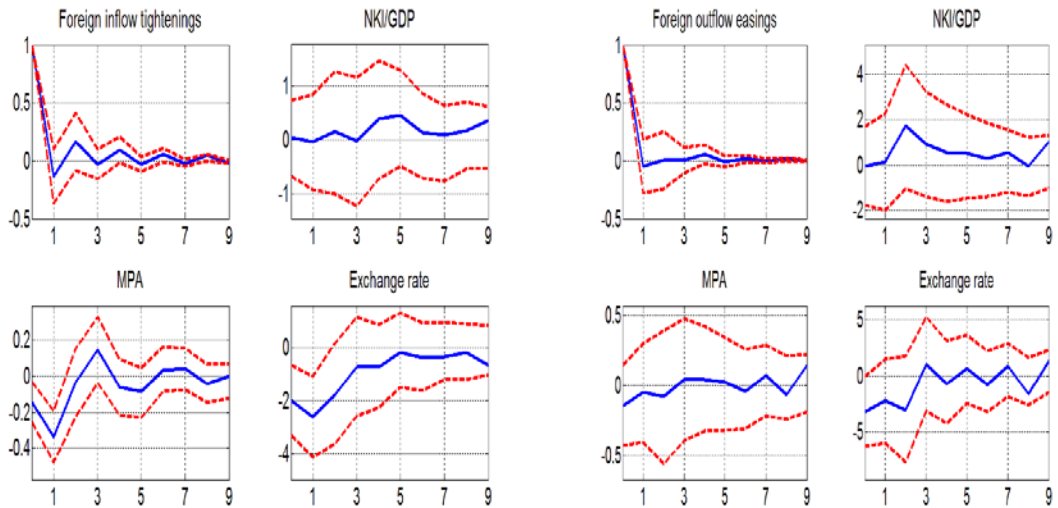 Foreign inflow tightenings
NKI/GDP
Foreign outflow easings
NKI/GDP
1
0.5
0
-0.5
1 3 5 7 9
1
0
-1
1 3 5 7 9
1
0.5
0
-0.5
1 3 5 7 9
4
2
0
-2
1 3 5 7 9
MPA
Exchange rate
MPA
Exchange rate
0.2
0
-0.2
-0.4
1 3 5 7 9
0
-2
-4
1 3 5 7 9
0.5
0
-0.5
1 3 5 7 9
5
0
-5
1 3 5 7 9